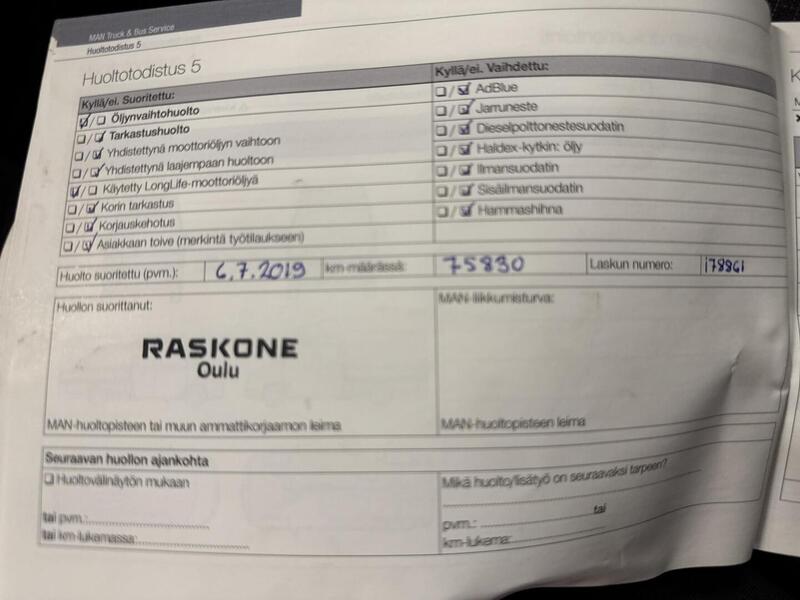 MAN Truck & Bus Service
Huoltotodistus 5
Huoltotodistus 5
Kyllä/ei. Suoritettu:
☑/☐ Öljynvaihtohuolto
☐/☑ Tarkastushuolto
☐/☑ Yhdistettynä moottoriöljyn vaihtoon
☐/☑ Yhdistettynä laajempaan huoltoon
☑/☐ Käytetty LongLife-moottoriöljyä
☐/☑ Korin tarkastus
☐/☑ Korjauskehotus
☐/☑ Asiakkaan toive (merkintä työtilaukseen)
Kyllä/ei. Vaihdettu:
☐/☑ AdBlue
☐/☑ Jarruneste
☐/☑ Dieselpolttonestesuodatin
☐/☑ Haldex-kytkin: öljy
☐/☑ Ilmansuodatin
☐/☑ Sisäilmansuodatin
☐/☑ Hammashihna
Huolto suoritettu (pvm.): 6.7.2019 km-määrässä: 75830 Laskun numero: 178861
Huollon suorittanut:
RASKONE
Oulu
MAN-huoltopisteen tai muun ammattikorjaamon leima
MAN-liikkumisturva:
MAN-huoltopisteen leima
Seuraavan huollon ajankohta
☐ Huoltovälinäytön mukaan
tai pvm.:
tai km-lukemassa:
Mikä huolto/lisätyö on seuraavaksi tarpeen?
tai
pvm.:
km-lukema: